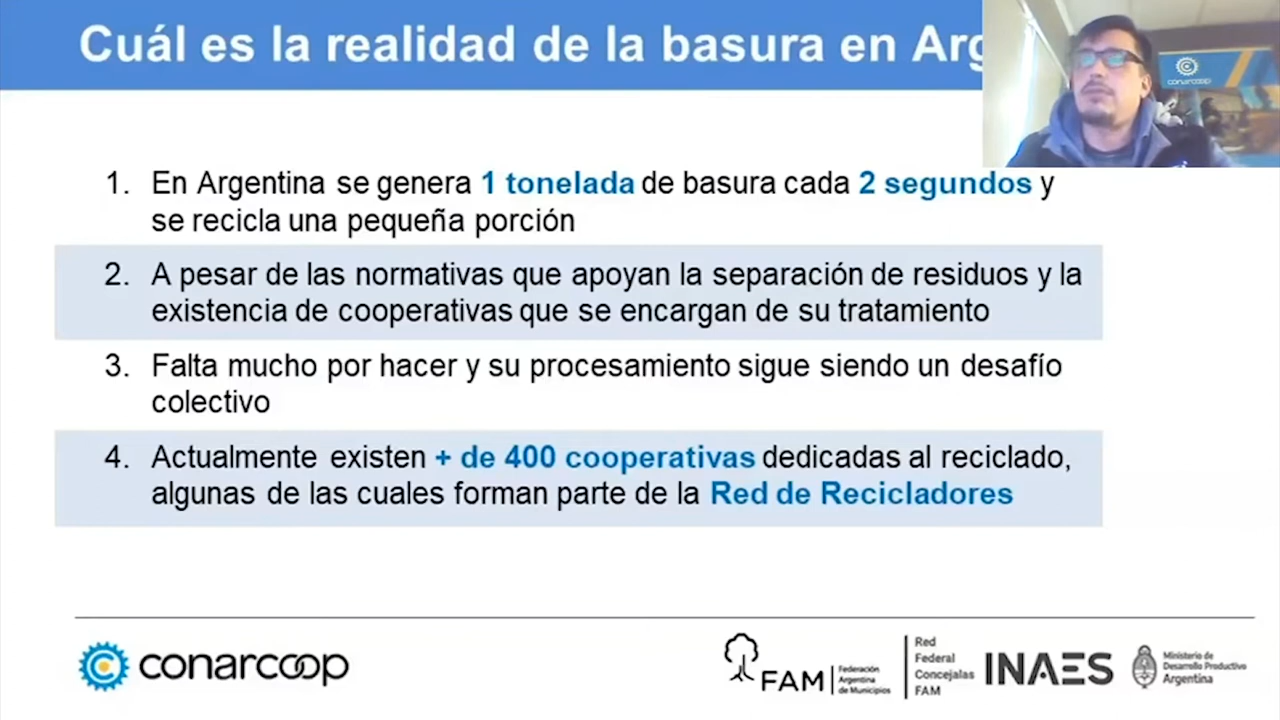 Cuál es la realidad de la basura en Arg
conarcoop
1. En Argentina se genera 1 tonelada de basura cada 2 segundos y
se recicla una pequeña porción
2. A pesar de las normativas que apoyan la separación de residuos y la
existencia de cooperativas que se encargan de su tratamiento
3. Falta mucho por hacer y su procesamiento sigue siendo un desafío
colectivo
4. Actualmente existen + de 400 cooperativas dedicadas al reciclado,
algunas de las cuales forman parte de la Red de Recicladores
conarcoop
FAM
Federación
Argentina
de Municipios
Red
Federal
Concejalas
FAM
INAES
Ministerio de
Desarrollo Productivo
Argentina